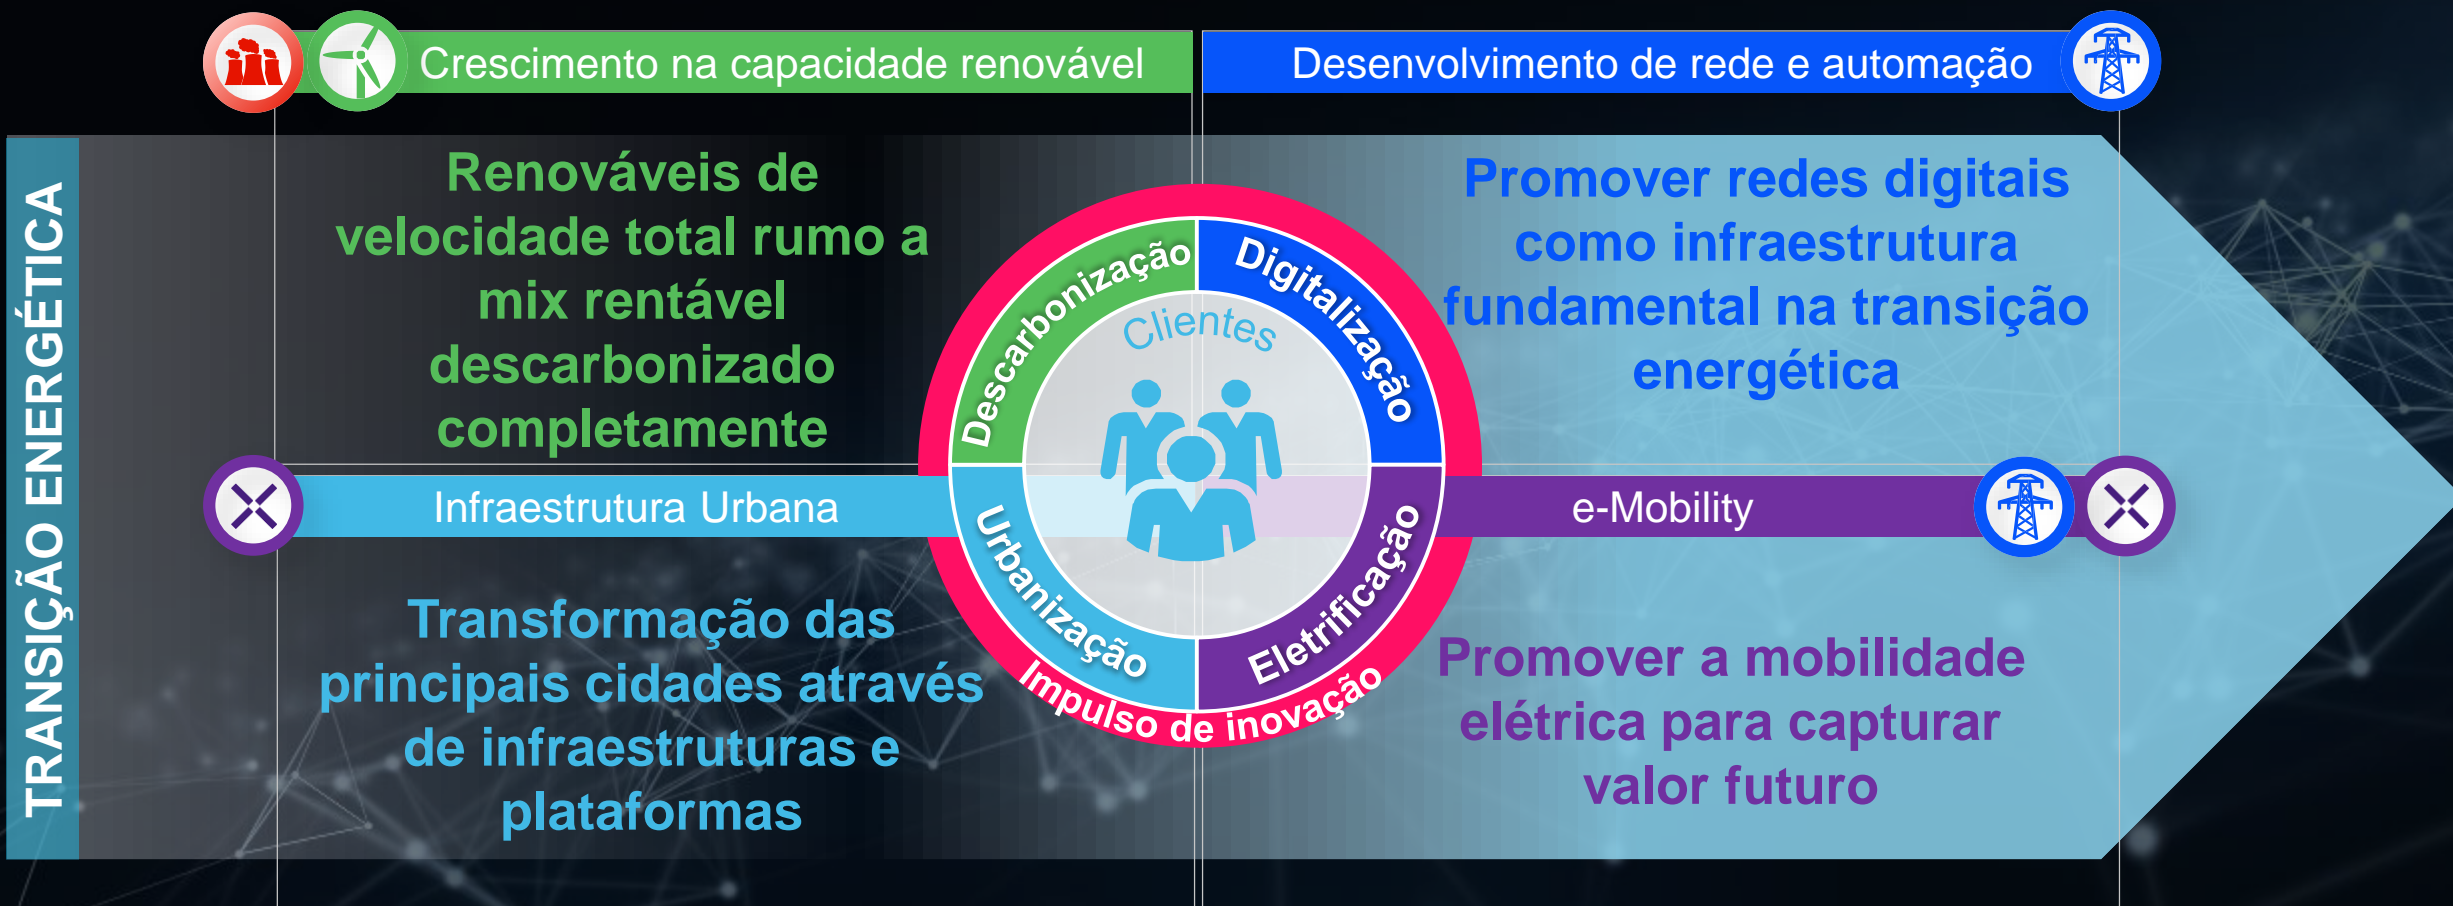 TRANSIÇÃO ENERGÉTICA
Crescimento na capacidade renovável
Renováveis de
velocidade total rumo a
mix rentável
descarbonizado
completamente
Desenvolvimento de rede e automação
Promover redes digitais
como infraestrutura
fundamental na transição
energética
Descarbonização
Digitalização
Clientes
Urbanização
Eletrificação
Impulso de inovação
Infraestrutura Urbana
Transformação das
principais cidades através
de infraestruturas e
plataformas
e-Mobility
Promover a mobilidade
elétrica para capturar
valor futuro